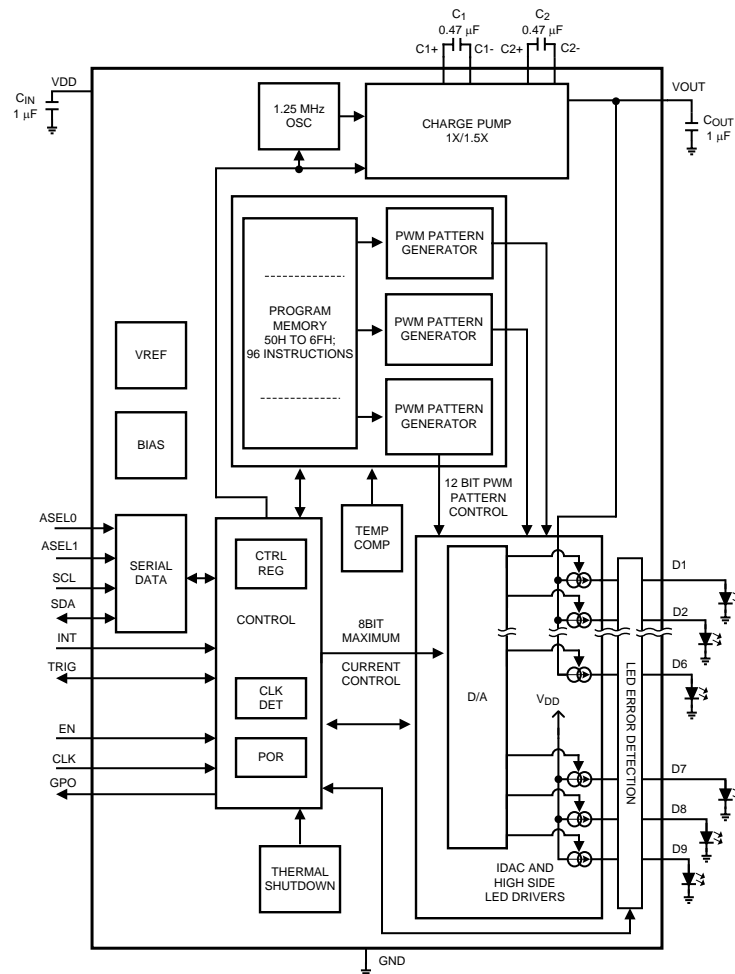 C1
0.47 µF
C1+
C1-
C2
0.47 µF
C2+
C2-
VDD
CIN
1 µF
1.25 MHz
OSC
CHARGE PUMP
1X/1.5X
VOUT
COUT
1 µF
PROGRAM
MEMORY
50H TO 6FH;
96 INSTRUCTIONS
PWM PATTERN
GENERATOR
PWM PATTERN
GENERATOR
PWM PATTERN
GENERATOR
VREF
BIAS
12 BIT PWM
PATTERN
CONTROL
TEMP
COMP
ASEL0
ASEL1
SCL
SDA
SERIAL
DATA
INT
TRIG
EN
CLK
GPO
CTRL
REG
CONTROL
CLK
DET
POR
8BIT
MAXIMUM
CURRENT
CONTROL
D/A
VDD
IDAC AND
HIGH SIDE
LED DRIVERS
LED ERROR DETECTION
D1
D2
D6
D7
D8
D9
THERMAL
SHUTDOWN
GND